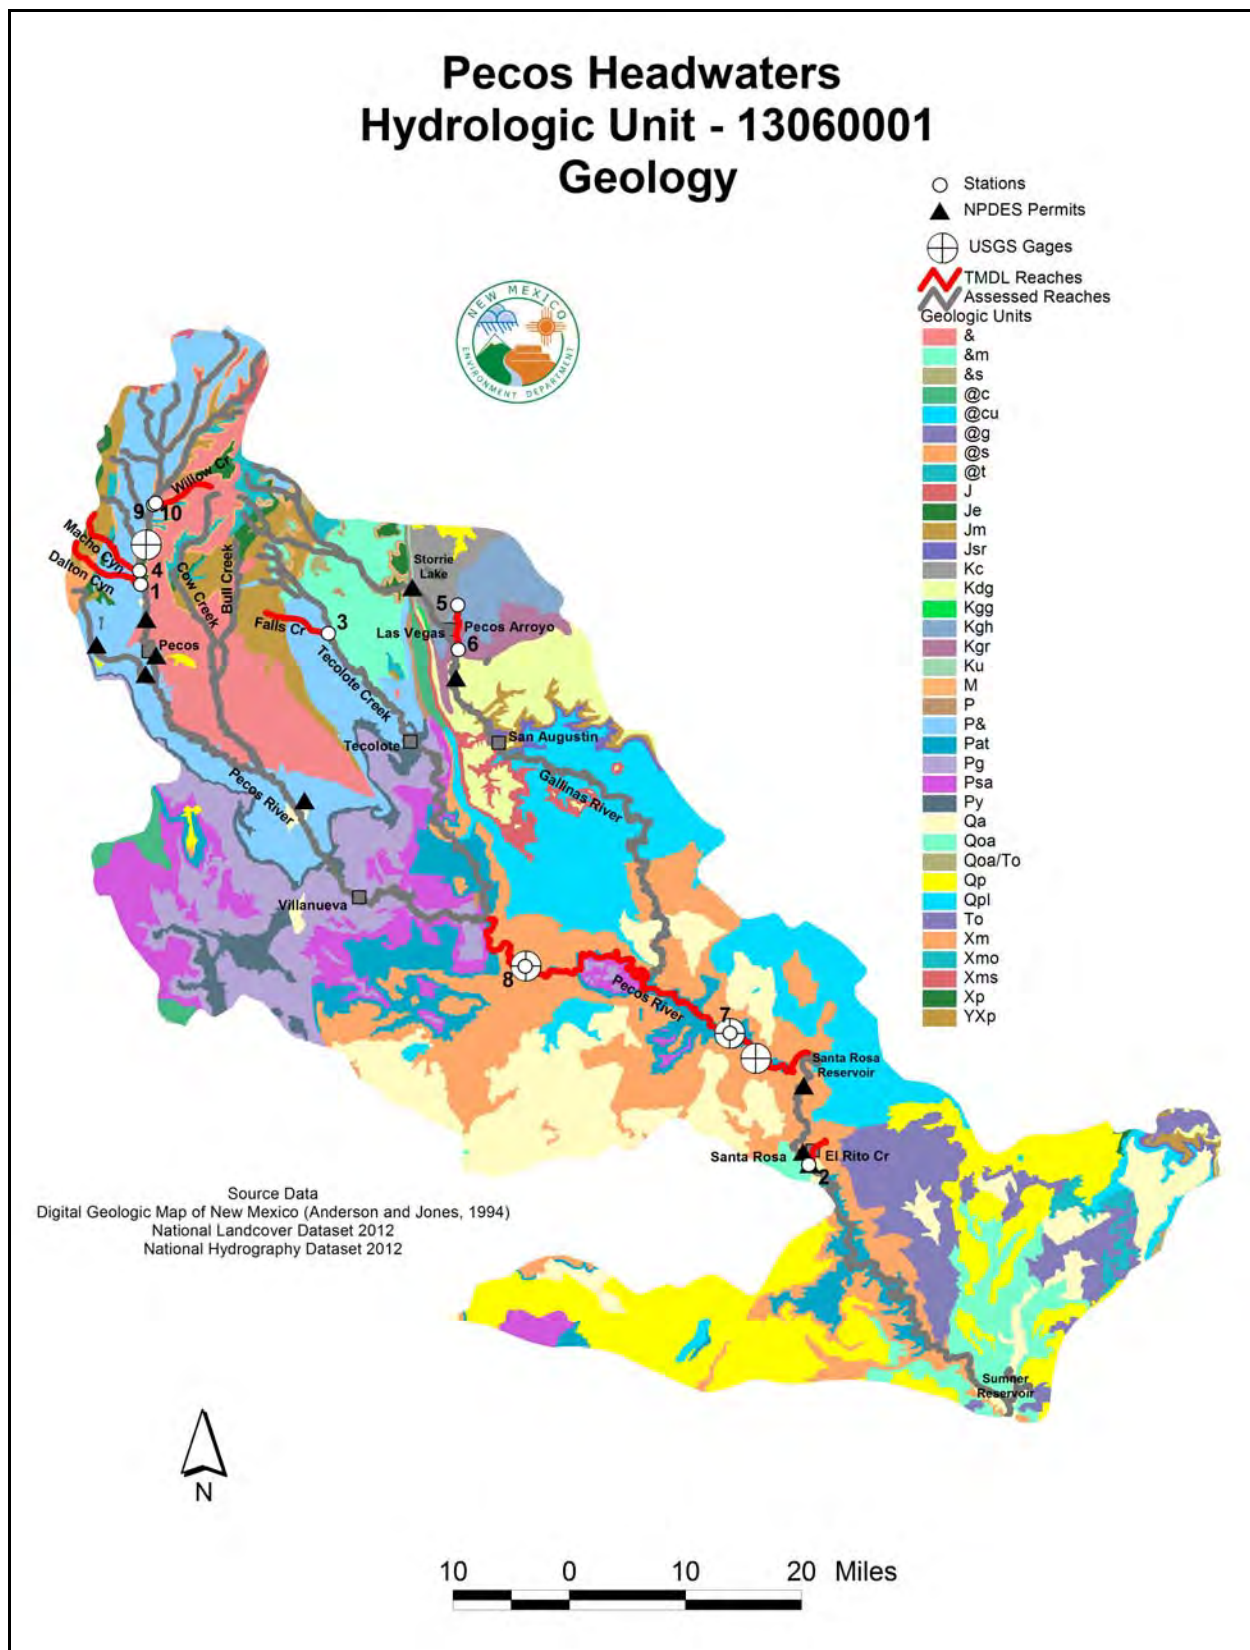 Pecos Headwaters
Hydrologic Unit - 13060001
Geology
Stations
NPDES Permits
USGS Gages
TMDL Reaches
Assessed Reaches
Geologic Units
&
&m
&s
@c
@cu
@g
@s
@t
J
Je
Jm
Jsr
Kc
Kdg
Kgg
Kgh
Kgr
Ku
M
P
P&
Pat
Pg
Psa
Py
Qa
Qoa
Qoa/To
Qp
Qpl
To
Xm
Xmo
Xms
Xp
YXp
NEW MEXICO
ENVIRONMENT DEPARTMENT
Willow Cr
9
10
Macho Cyn
Dalton Cyn
4
1
Cow Creek
Bull Creek
Storrie
Lake
5
Falls Cr
3
Las Vegas
Pecos Arroyo
6
Pecos
Tecolote Creek
Tecolote
San Augustin
Gallinas River
Pecos River
Villanueva
8
Pecos River
7
Santa Rosa
Reservoir
Santa Rosa
El Rito Cr
2
Sumner
Reservoir
Source Data
Digital Geologic Map of New Mexico (Anderson and Jones, 1994)
National Landcover Dataset 2012
National Hydrography Dataset 2012
N
10 0 10 20 Miles